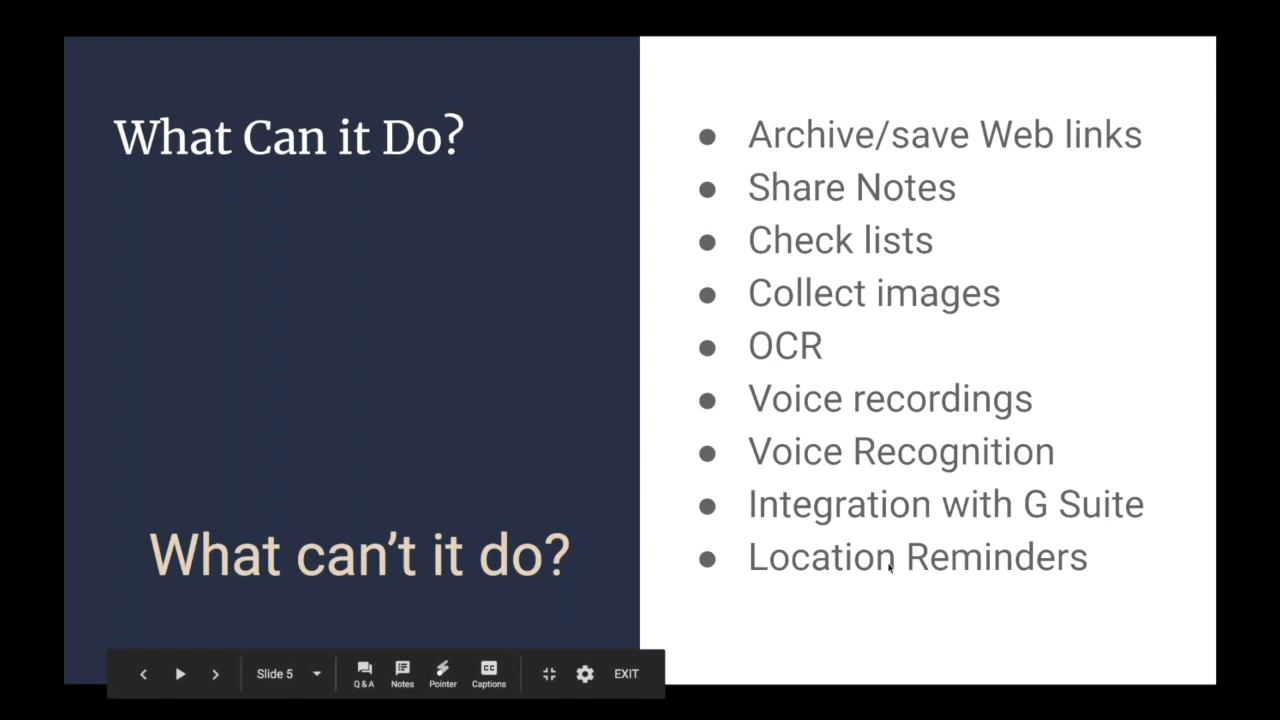 What Can it Do?
What can't it do?
● Archive/save Web links
● Share Notes
● Check lists
● Collect images
● OCR
● Voice recordings
● Voice Recognition
● Integration with G Suite
● Location Reminders
Slide 5
Q & A Notes Pointer Captions
EXIT